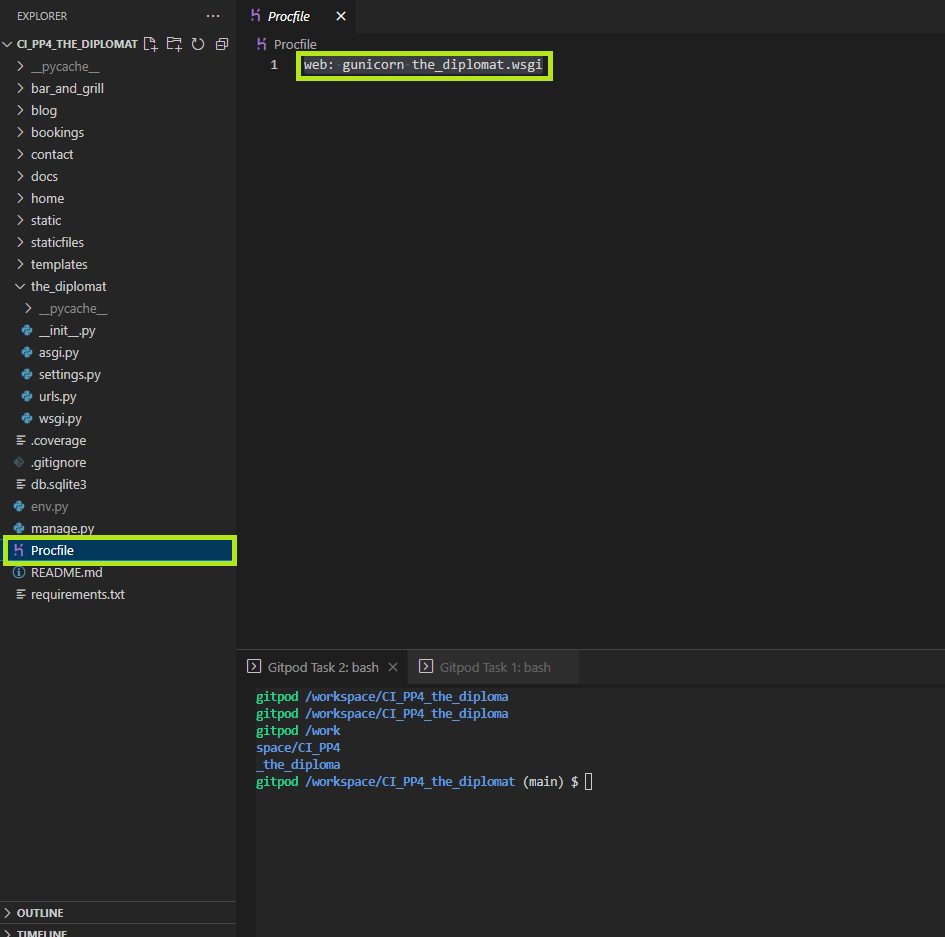 EXPLORER
CI_PP4_THE_DIPLOMAT
__pycache__
bar_and_grill
blog
bookings
contact
docs
home
static
staticfiles
templates
the_diplomat
__pycache__
__init__.py
asgi.py
settings.py
urls.py
wsgi.py
.coverage
.gitignore
db.sqlite3
env.py
manage.py
Procfile
README.md
requirements.txt
OUTLINE
TIMELINE
Procfile
Procfile
1 web: gunicorn the_diplomat.wsgi
Gitpod Task 2: bash Gitpod Task 1: bash
gitpod /workspace/CI_PP4_the_diploma
gitpod /workspace/CI_PP4_the_diploma
gitpod /work
space/CI_PP4
_the_diploma
gitpod /workspace/CI_PP4_the_diplomat (main) $